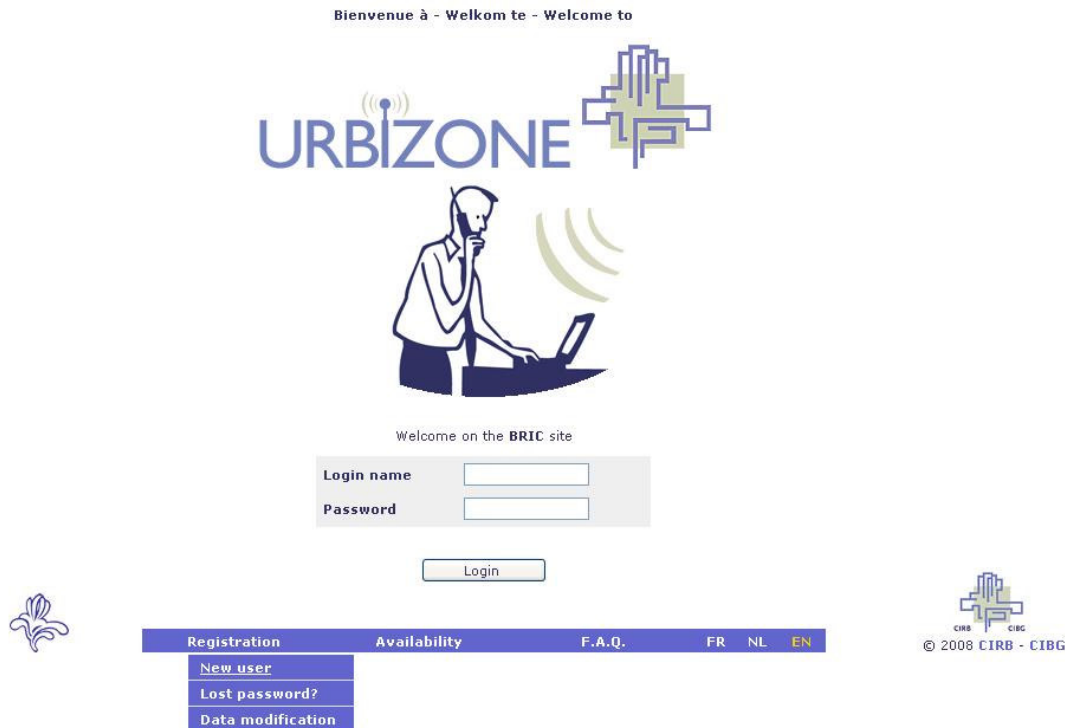 Bienvenue à - Welkom te - Welcome to
URBIZONE
Welcome on the BRIC site
Login name
Password
Login
CIRB CIBG
Registration Availability F.A.Q. FR NL EN
© 2008 CIRB - CIBG
New user
Lost password?
Data modification